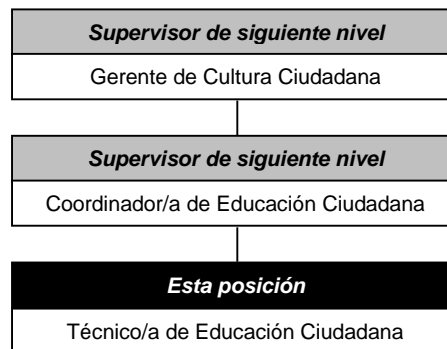 Supervisor de siguiente nivel
Gerente de Cultura Ciudadana
Supervisor de siguiente nivel
Coordinador/a de Educación Ciudadana
Esta posición
Técnico/a de Educación Ciudadana